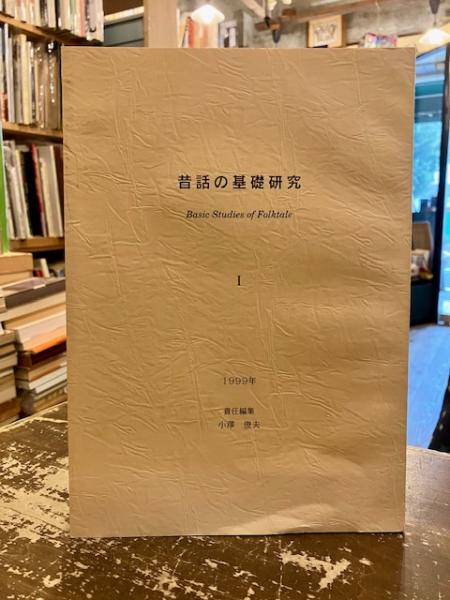 昔話の基礎研究
Basic Studies of Folktale
I
1999年
責任編集
小澤 俊夫